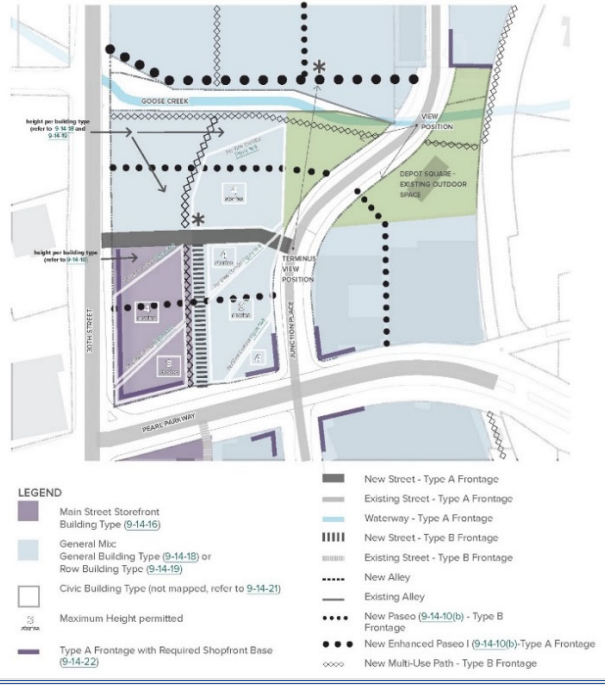 GOOSE CREEK
height per building type
(refer to 9-14-18 and
9-14-19)
VIEW
POSITION
DEPOT SQUARE -
EXISTING OUTDOOR
SPACE
height per building type
(refer to 9-14-16)
TERMINUS
VIEW
POSITION
30TH STREET
JUNCTION PLACE
PEARL PARKWAY
LEGEND
Main Street Storefront
Building Type (9-14-16)
General Mix:
General Building Type (9-14-18) or
Row Building Type (9-14-19)
Civic Building Type (not mapped, refer to 9-14-21)
Maximum Height permitted
Type A Frontage with Required Shopfront Base
(9-14-22)
New Street - Type A Frontage
Existing Street - Type A Frontage
Waterway - Type A Frontage
New Street - Type B Frontage
Existing Street - Type B Frontage
New Alley
Existing Alley
New Paseo (9-14-10(b) - Type B
Frontage
New Enhanced Paseo I (9-14-10(b)-Type A Frontage
New Multi-Use Path - Type B Frontage